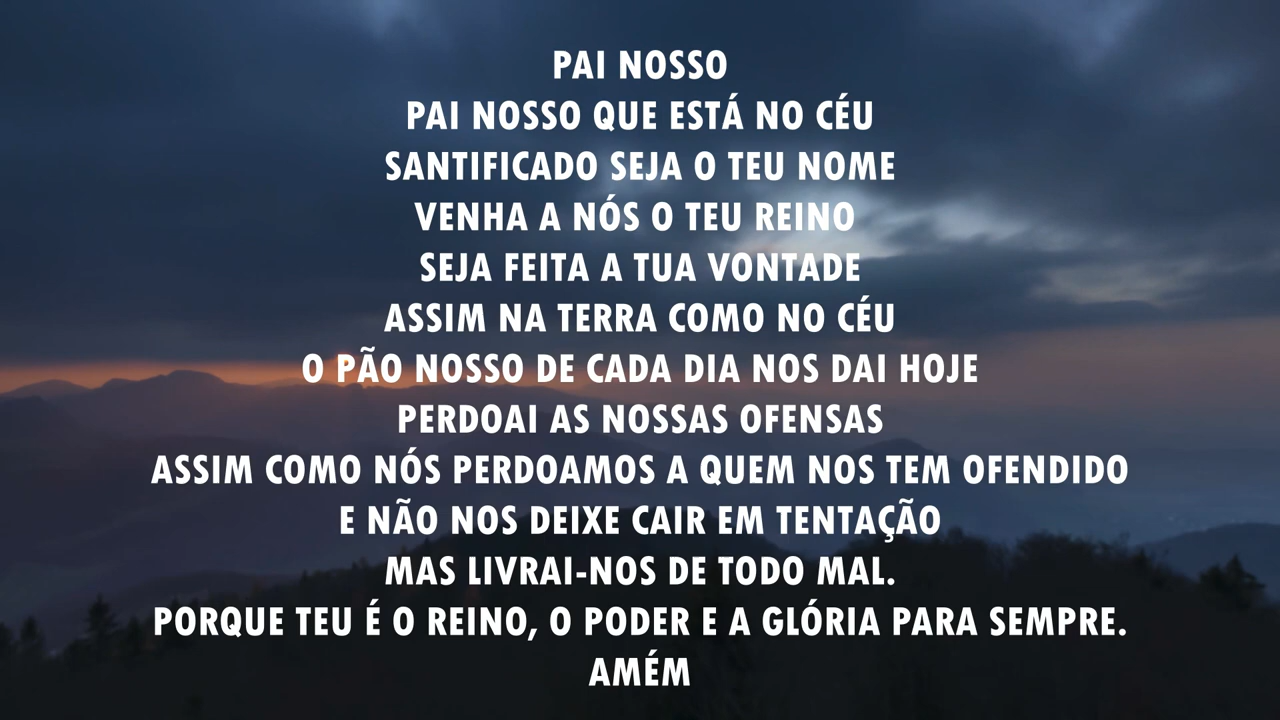 PAI NOSSO
PAI NOSSO QUE ESTÁ NO CÉU
SANTIFICADO SEJA O TEU NOME
VENHA A NÓS O TEU REINO
SEJA FEITA A TUA VONTADE
ASSIM NA TERRA COMO NO CÉU
O PÃO NOSSO DE CADA DIA NOS DAI HOJE
PERDOAI AS NOSSAS OFENSAS
ASSIM COMO NÓS PERDOAMOS A QUEM NOS TEM OFENDIDO
E NÃO NOS DEIXE CAIR EM TENTAÇÃO
MAS LIVRAI-NOS DE TODO MAL.
PORQUE TEU É O REINO, O PODER E A GLÓRIA PARA SEMPRE.
AMÉM